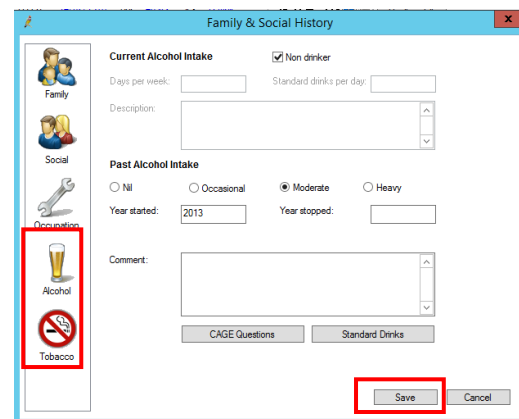 Family & Social History
x
Family
Social
Occupation
Alcohol
Tobacco
Current Alcohol Intake
Non drinker
Days per week:
Standard drinks per day:
Description:
Past Alcohol Intake
Nil
Occasional
Moderate
Heavy
Year started:
2013
Year stopped:
Comment:
CAGE Questions
Standard Drinks
Save
Cancel